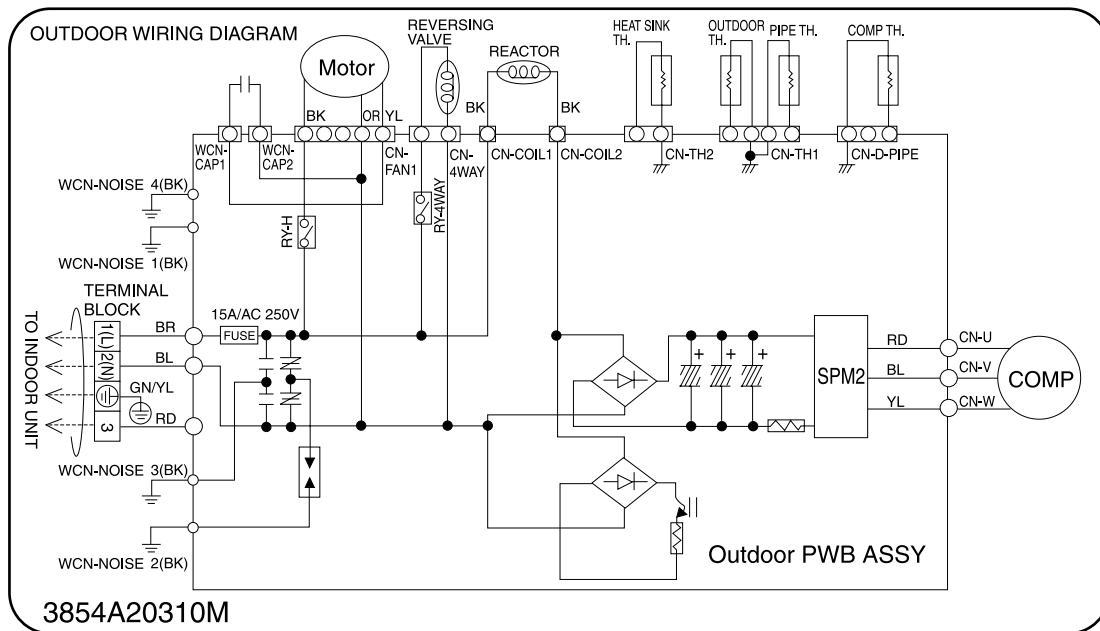 OUTDOOR WIRING DIAGRAM
REVERSING
VALVE
REACTOR
HEAT SINK
TH.
OUTDOOR
TH.
PIPE TH.
COMP TH.
Motor
BK
OR
YL
BK
BK
WCN-
CAP1
WCN-
CAP2
CN-
FAN1
CN-
4WAY
CN-COIL1
CN-COIL2
CN-TH2
CN-TH1
CN-D-PIPE
WCN-NOISE 4(BK)
WCN-NOISE 1(BK)
RY-H
RY-4WAY
TERMINAL
BLOCK
15A/AC 250V
FUSE
TO INDOOR UNIT
1(L)
BR
2(N)
BL
GN/YL
3
RD
WCN-NOISE 3(BK)
WCN-NOISE 2(BK)
+
+
+
SPM2
RD
CN-U
BL
CN-V
YL
CN-W
COMP
Outdoor PWB ASSY
3854A20310M